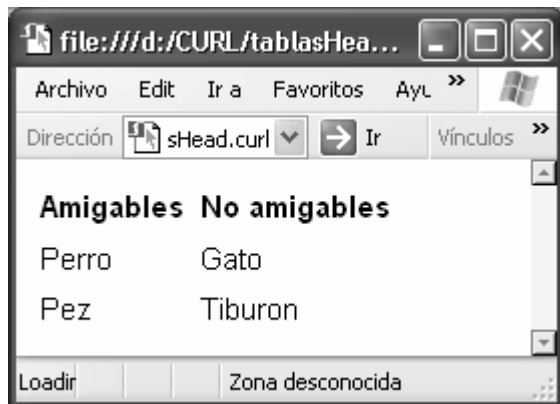 file:///d:/CURL/tablasHea...
Archivo Edit Ir a Favoritos Ayu »
Dirección sHead.curl Ir Vínculos »
Amigables No amigables
Perro Gato
Pez Tiburon
Loadir Zona desconocida